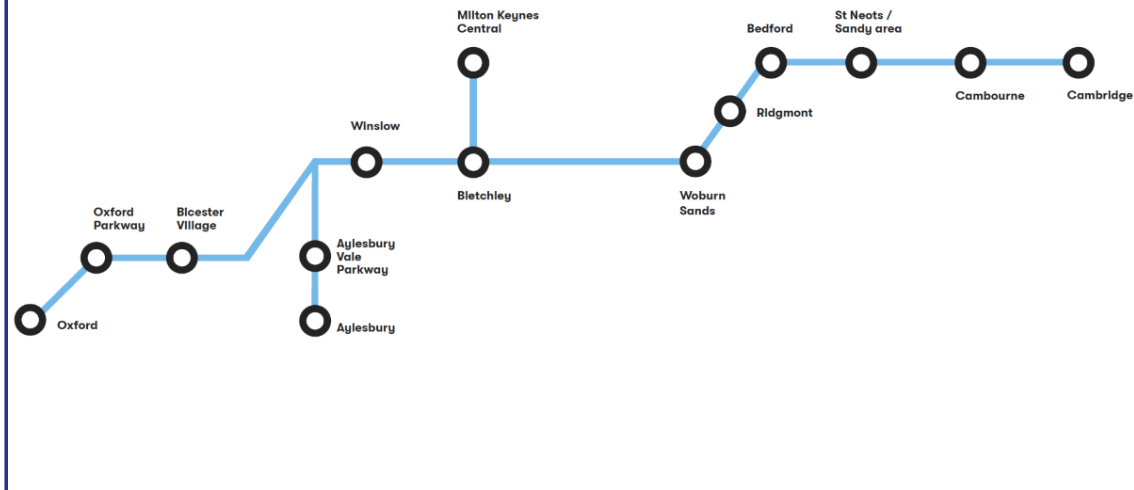 Milton Keynes
Central
Bedford
St Neots /
Sandy area
Cambourne
Cambridge
Ridgmont
Winslow
Bletchley
Woburn
Sands
Oxford
Parkway
Bicester
Village
Aylesbury
Vale
Parkway
Oxford
Aylesbury